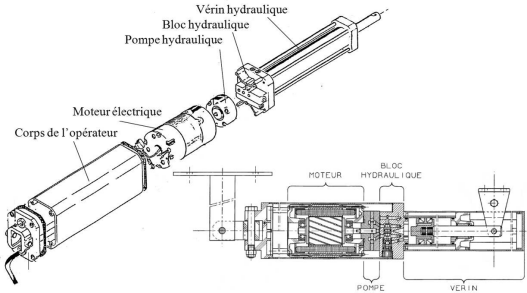 Vérin hydraulique
Bloc hydraulique
Pompe hydraulique
Moteur électrique
Corps de l'opérateur
MOTEUR
BLOC
HYDRAULIQUE
POMPE
VERIN